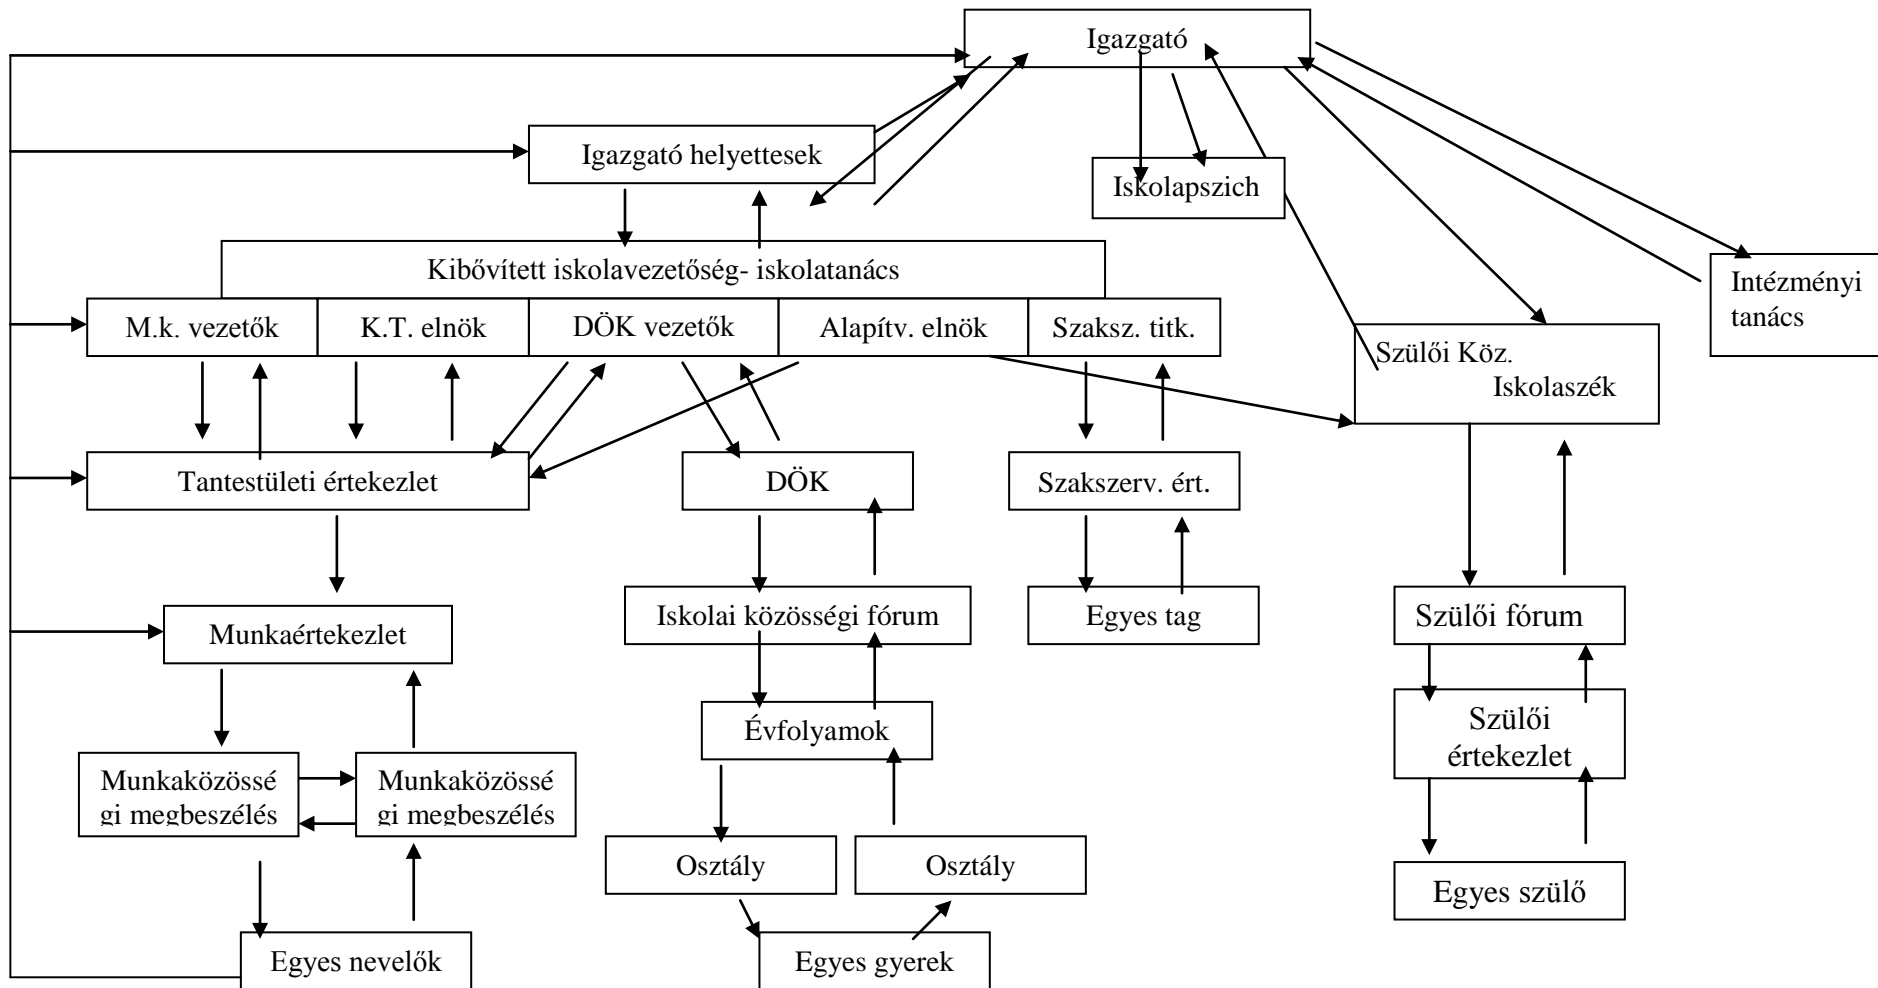 Igazgató
Igazgató helyettesek
Iskolapszich
Kibővített iskolavezetőség- iskolatanács
Intézményi
tanács
M.k. vezetők
K.T. elnök
DÖK vezetők
Alapítv. elnök
Szaksz. titk.
Szülői Köz.
Iskolaszék
Tantestületi értekezlet
DÖK
Szakszerv. ért.
Munkaértekezlet
Iskolai közösségi fórum
Egyes tag
Szülői fórum
Évfolyamok
Szülői
értekezlet
Munkaközössé
gi megbeszélés
Munkaközössé
gi megbeszélés
Osztály
Osztály
Egyes szülő
Egyes nevelők
Egyes gyerek